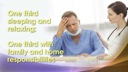 One third
sleeping and
relaxing;
One third with
family and home
responsibilities